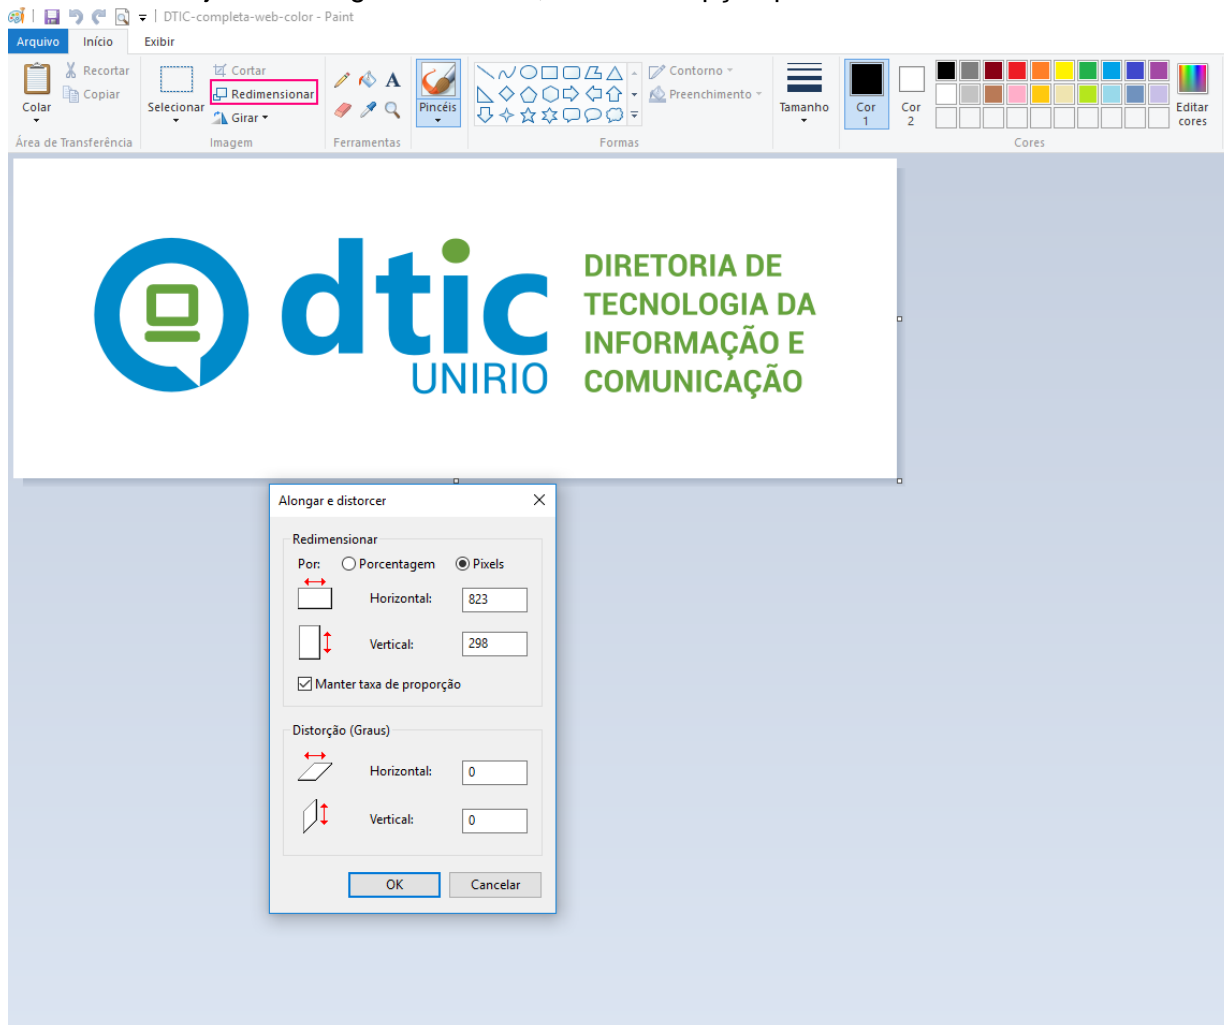 DTIC-completa-web-color - Paint
Arquivo Início Exibir
Colar
Recortar
Copiar
Área de Transferência
Selecionar
Cortar
Redimensionar
Girar
Imagem
A
Ferramentas
Pincéis
Contorno
Preenchimento
Formas
Tamanho
Cor
1
Cor
2
Editar
cores
Cores
dtic
UNIRIO
DIRETORIA DE
TECNOLOGIA DA
INFORMAÇÃO E
COMUNICAÇÃO
Alongar e distorcer
Redimensionar
Por: Porcentagem Pixels
Horizontal: 823
Vertical: 298
Manter taxa de proporção
Distorção (Graus)
Horizontal: 0
Vertical: 0
OK Cancelar